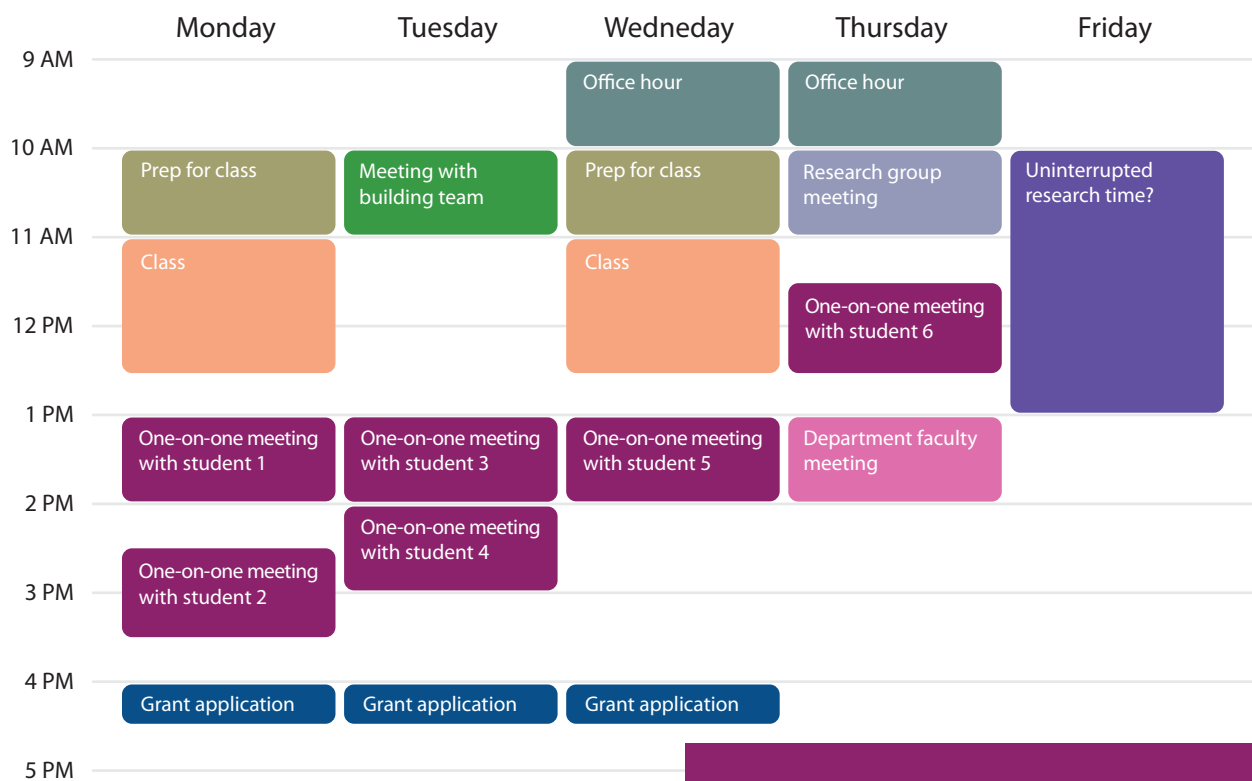 Monday Tuesday Wedneday Thursday Friday
9 AM
Office hour Office hour
10 AM
Prep for class
Meeting with
building team
Prep for class
Research group
meeting
Uninterrupted
research time?
11 AM
Class
Class
One-on-one meeting
with student 6
12 PM
1 PM
One-on-one meeting
with student 1
One-on-one meeting
with student 3
One-on-one meeting
with student 5
Department faculty
meeting
2 PM
One-on-one meeting
with student 4
One-on-one meeting
with student 2
3 PM
4 PM
Grant application Grant application Grant application
5 PM